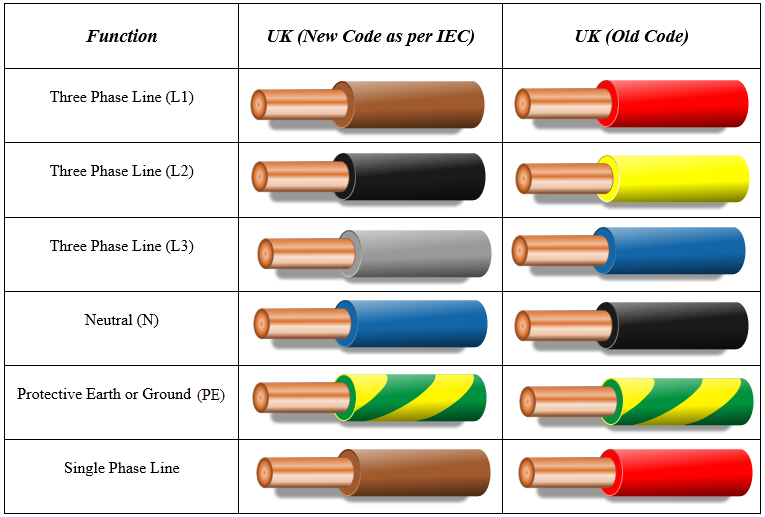 Function UK (New Code as per IEC) UK (Old Code)
Three Phase Line (L1)
Three Phase Line (L2)
Three Phase Line (L3)
Neutral (N)
Protective Earth or Ground (PE)
Single Phase Line